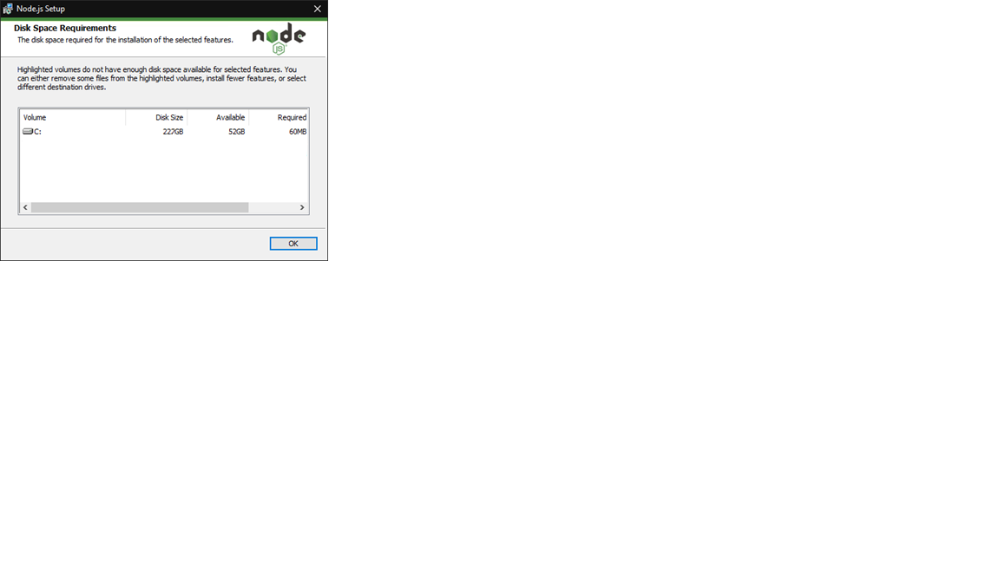 Node.js Setup
Disk Space Requirements
The disk space required for the installation of the selected features.
node
JS
Highlighted volumes do not have enough disk space available for selected features. You
can either remove some files from the highlighted volumes, install fewer features, or select
different destination drives.
Volume Disk Size Available Required
C: 227GB 52GB 60MB
OK